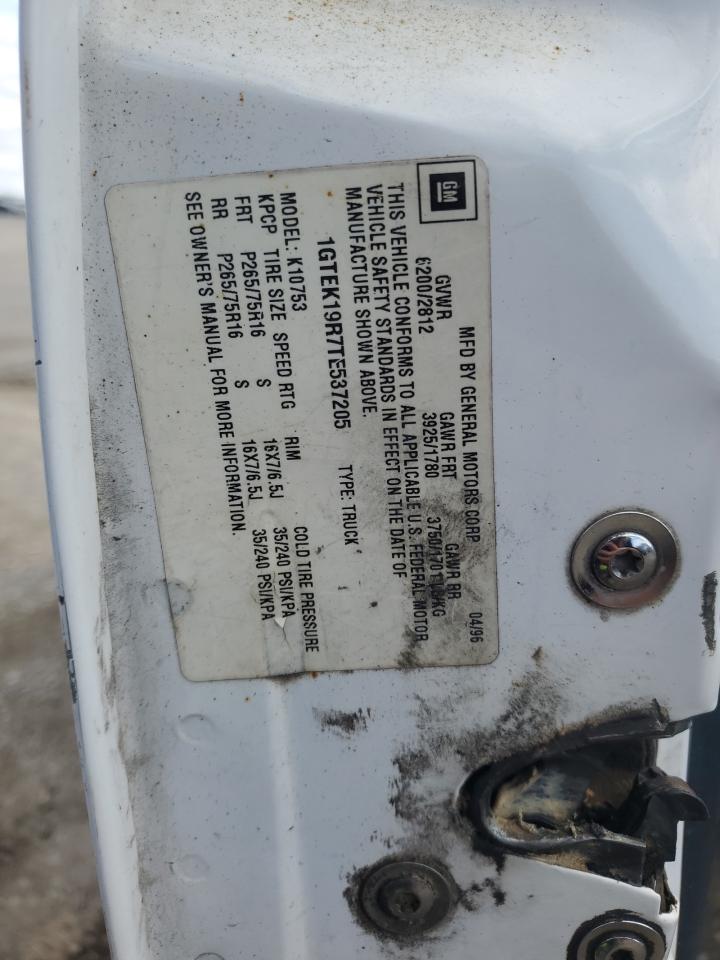 GM
MFD BY GENERAL MOTORS CORP 04/96
GVWR GAWR FRT GAWR RR
6200/2812 3925/1780 3750/1701 LB/KG
THIS VEHICLE CONFORMS TO ALL APPLICABLE U.S. FEDERAL MOTOR
VEHICLE SAFETY STANDARDS IN EFFECT ON THE DATE OF
MANUFACTURE SHOWN ABOVE.
1GTEK19R7TE537205 TYPE: TRUCK
MODEL: K10753
KPCP TIRE SIZE SPEED RTG RIM COLD TIRE PRESSURE
FRT P265/75R16 S 16X7/6.5J 35/240 PSI/KPA
RR P265/75R16 S 16X7/6.5J 35/240 PSI/KPA
SEE OWNER'S MANUAL FOR MORE INFORMATION.